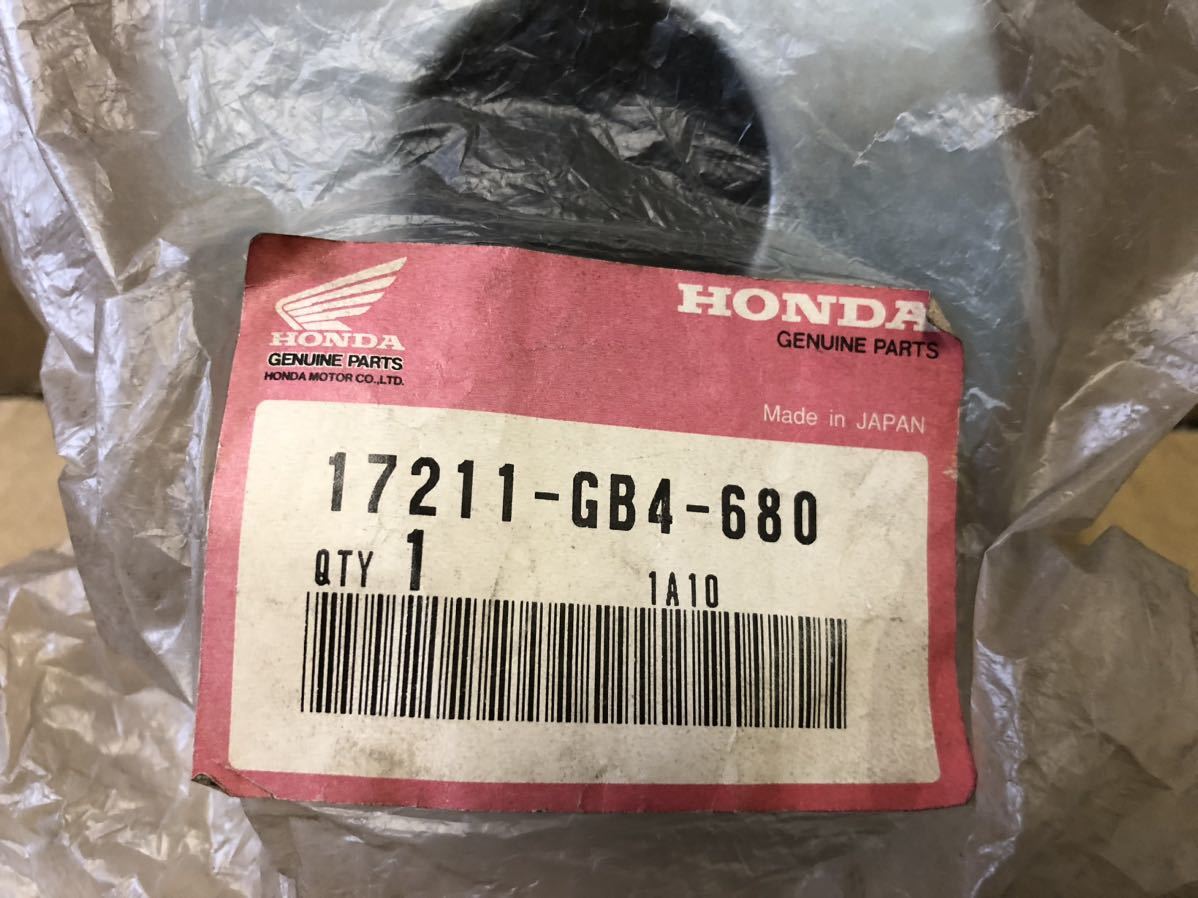 HONDA
GENUINE PARTS
HONDA MOTOR CO.,LTD.
HONDA
GENUINE PARTS
Made in JAPAN
17211-GB4-680
QTY 1
1A10